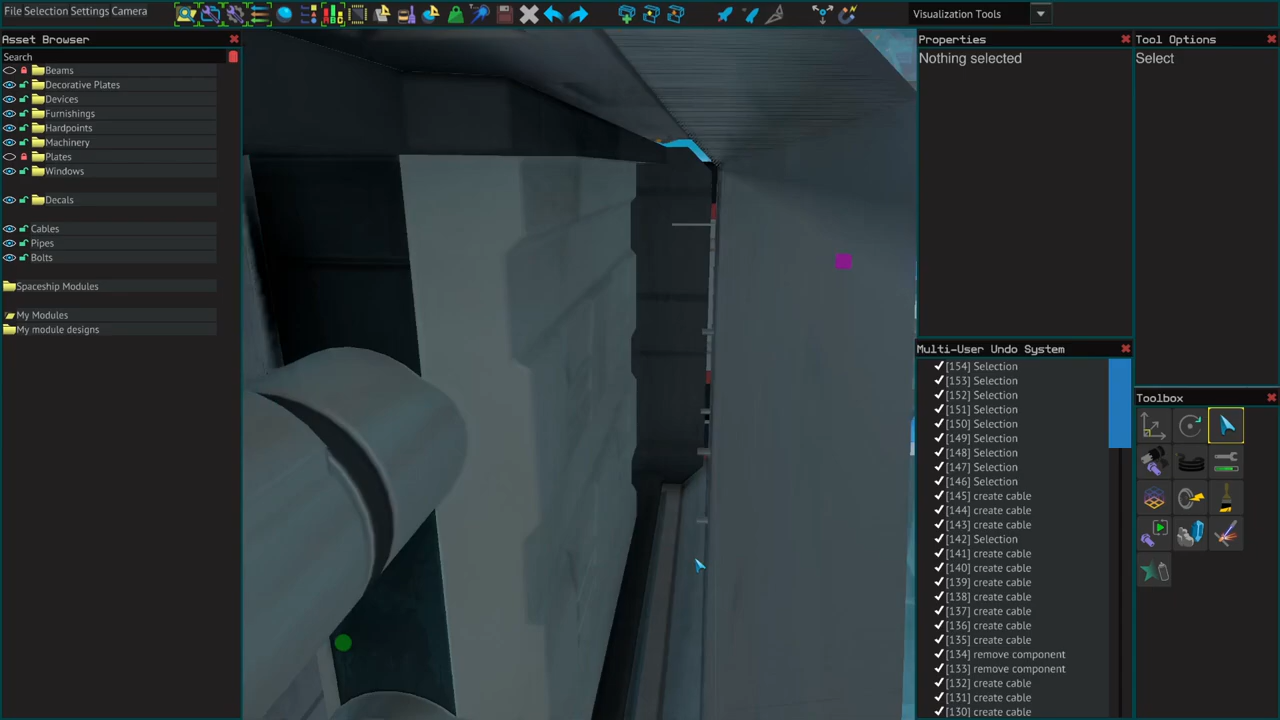 File Selection Settings Camera
Visualization Tools
Asset Browser
Search
Beams
Decorative Plates
Devices
Furnishings
Hardpoints
Machinery
Plates
Windows
Decals
Cables
Pipes
Bolts
Spaceship Modules
My Modules
My module designs
Properties
Nothing selected
Tool Options
Select
Multi-User Undo System
[154] Selection
[153] Selection
[152] Selection
[151] Selection
[150] Selection
[149] Selection
[148] Selection
[147] Selection
[146] Selection
[145] create cable
[144] create cable
[143] create cable
[142] Selection
[141] create cable
[140] create cable
[139] create cable
[138] create cable
[137] create cable
[136] create cable
[135] create cable
[134] remove component
[133] remove component
[132] create cable
[131] create cable
[130] create cable
Toolbox